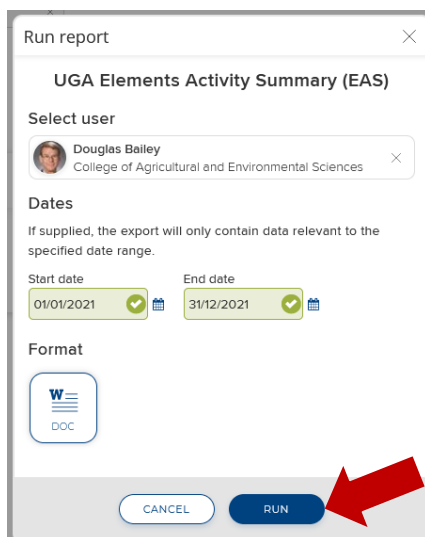 Run report
UGA Elements Activity Summary (EAS)
Select user
Douglas Bailey
College of Agricultural and Environmental Sciences
Dates
If supplied, the export will only contain data relevant to the
specified date range.
Start date
End date
01/01/2021
31/12/2021
Format
W
DOC
CANCEL
RUN